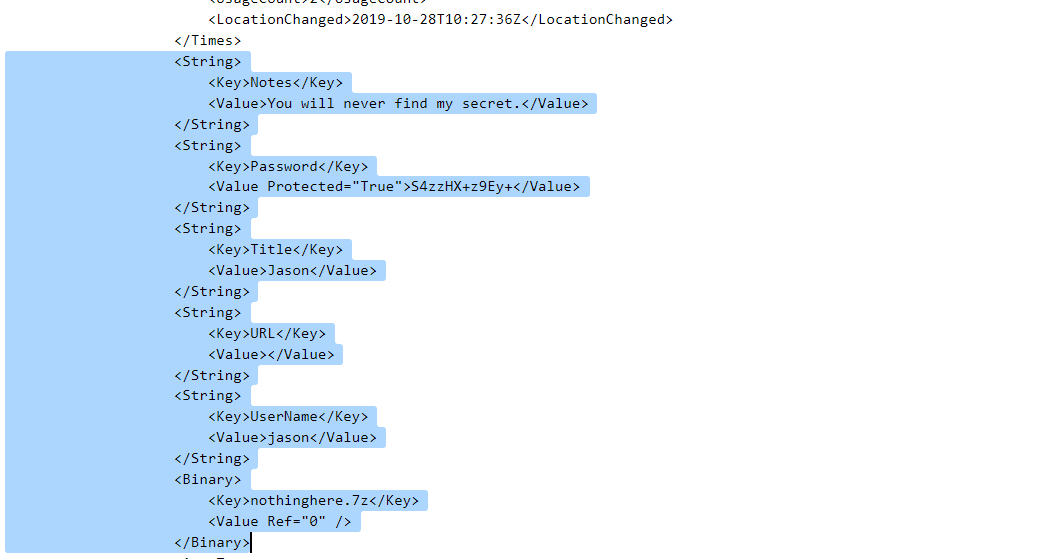 <UsageCount>2</UsageCount>
<LocationChanged>2019-10-28T10:27:36Z</LocationChanged>
</Times>
<String>
<Key>Notes</Key>
<Value>You will never find my secret.</Value>
</String>
<String>
<Key>Password</Key>
<Value Protected="True">S4zzHX+z9Ey+</Value>
</String>
<String>
<Key>Title</Key>
<Value>Jason</Value>
</String>
<String>
<Key>URL</Key>
<Value></Value>
</String>
<String>
<Key>UserName</Key>
<Value>jason</Value>
</String>
<Binary>
<Key>nothinghere.7z</Key>
<Value Ref="0" />
</Binary>